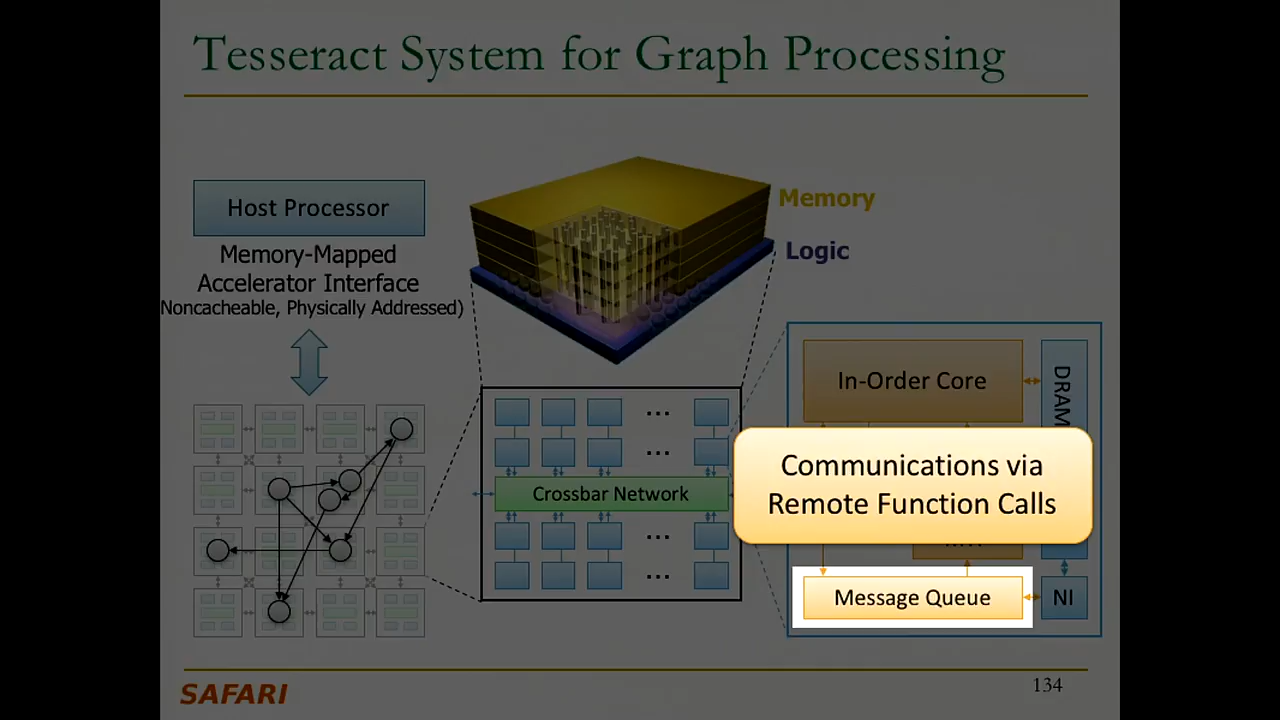 Tesseract System for Graph Processing
Host Processor
Memory-Mapped
Accelerator Interface
Noncacheable, Physically Addressed)
Memory
Logic
Crossbar Network
...
...
...
...
In-Order Core
DRAM
Communications via
Remote Function Calls
Message Queue
NI
SAFARI
134